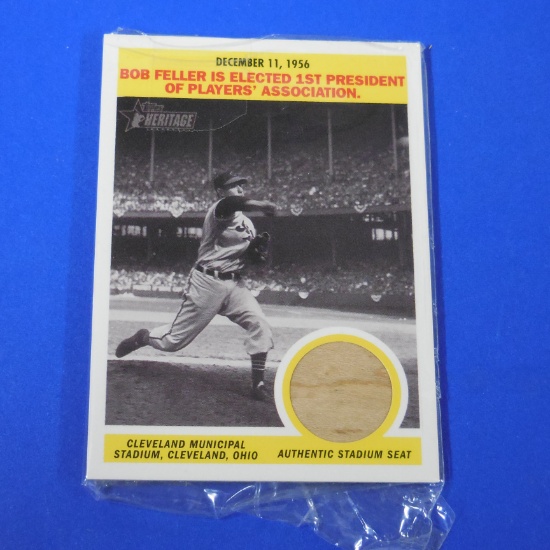 DECEMBER 11, 1956
BOB FELLER IS ELECTED 1ST PRESIDENT
OF PLAYERS' ASSOCIATION.
Topps
HERITAGE
CLEVELAND MUNICIPAL
STADIUM, CLEVELAND, OHIO
AUTHENTIC STADIUM SEAT